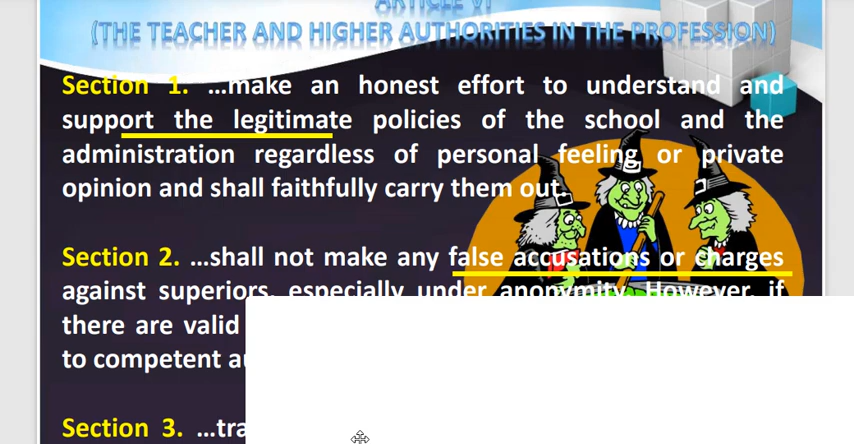 ARTICLE VI
(THE TEACHER AND HIGHER AUTHORITIES IN THE PROFESSION)
Section 1. ...make an honest effort to understand and
support the legitimate policies of the school and the
administration regardless of personal feeling or private
opinion and shall faithfully carry them out.
Section 2. ...shall not make any false accusations or charges
against superiors, especially under anonymity. However, if
there are valid
to competent
Section 3.